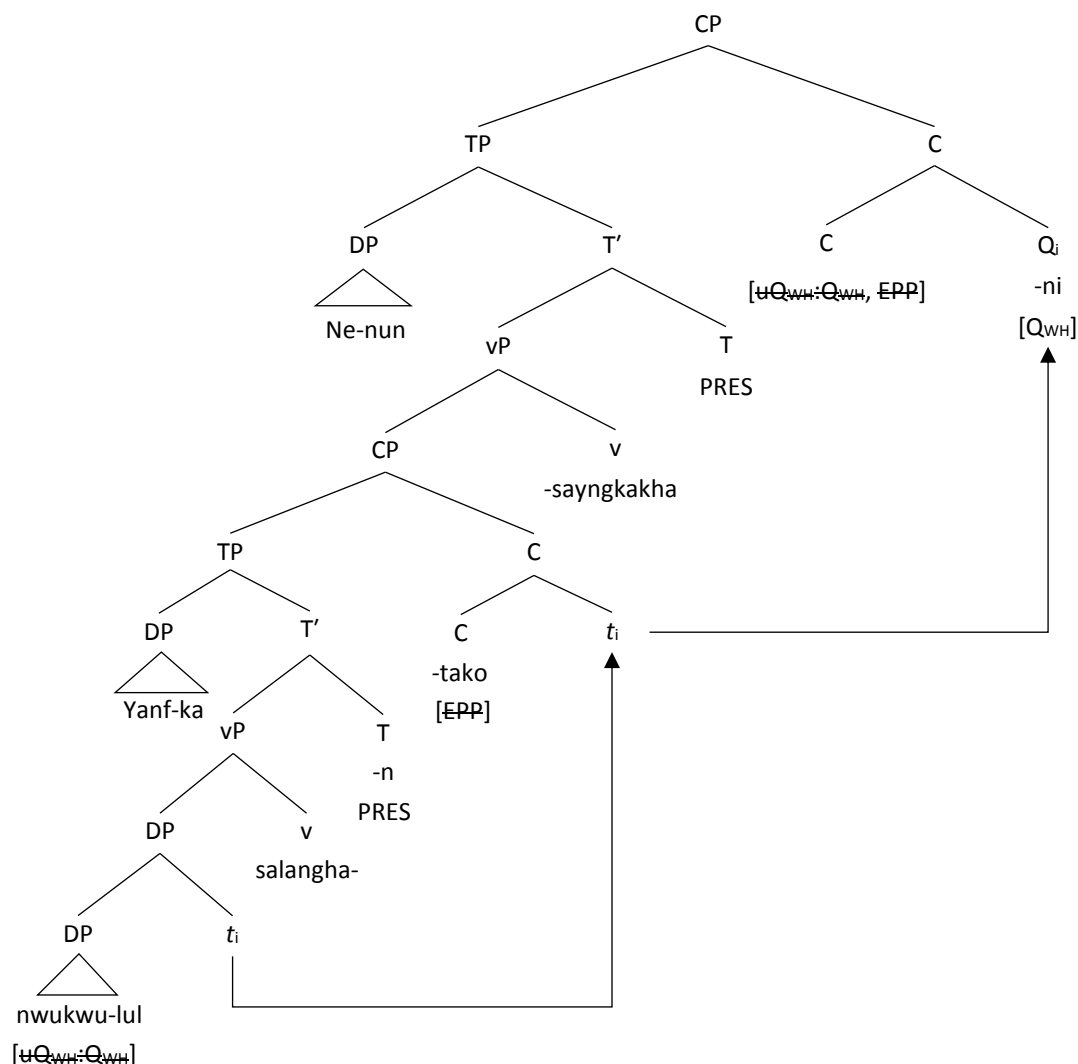 CP
TP C
DP T′ C Qi
[uQWH:QWH, EPP] -ni
Ne-nun [QWH]
vP T
PRES
CP v
-sayngkakha
TP C
DP T′ C ti
-tako
Yanf-ka [EPP]
vP T
-n
PRES
DP v
salangha-
DP ti
nwukwu-lul
[uQWH:QWH]